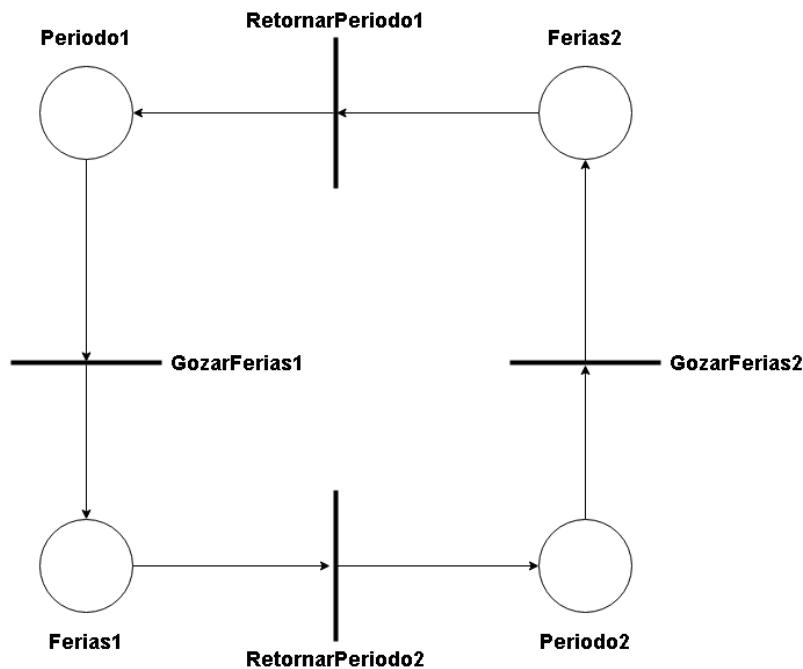 RetornarPeriodo1
Periodo1
Ferias2
GozarFerias1
GozarFerias2
Ferias1
Periodo2
RetornarPeriodo2